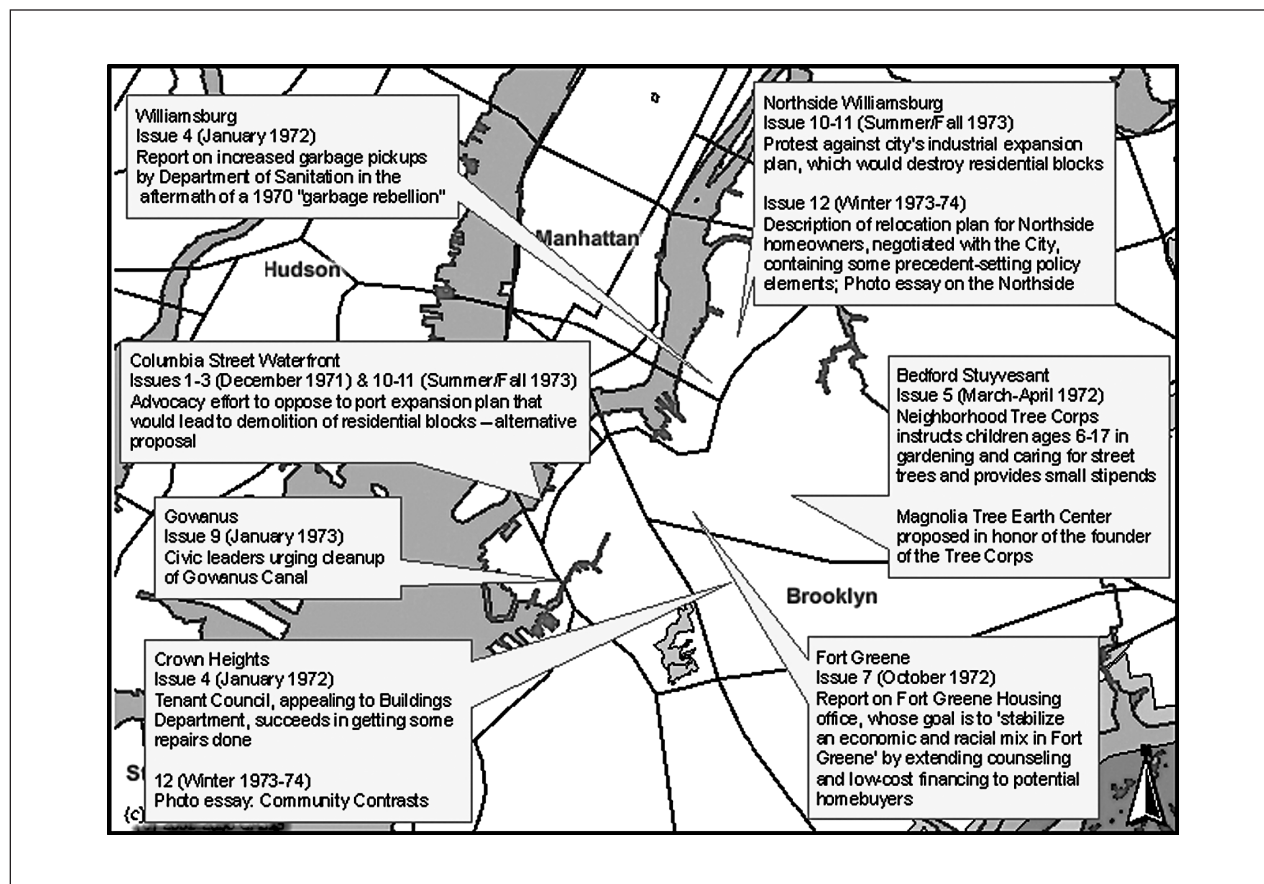 Williamsburg
Issue 4 (January 1972)
Report on increased garbage pickups
by Department of Sanitation in the
aftermath of a 1970 "garbage rebellion"
Northside Williamsburg
Issue 10-11 (Summer/Fall 1973)
Protest against city's industrial expansion
plan, which would destroy residential blocks
Issue 12 (Winter 1973-74)
Description of relocation plan for Northside
homeowners, negotiated with the City,
containing some precedent-setting policy
elements; Photo essay on the Northside
Manhattan
Hudson
Columbia Street Waterfront
Issues 1-3 (December 1971) & 10-11 (Summer/Fall 1973)
Advocacy effort to oppose to port expansion plan that
would lead to demolition of residential blocks – alternative
proposal
Bedford Stuyvesant
Issue 5 (March-April 1972)
Neighborhood Tree Corps
instructs children ages 6-17 in
gardening and caring for street
trees and provides small stipends
Magnolia Tree Earth Center
proposed in honor of the founder
of the Tree Corps
Gowanus
Issue 9 (January 1973)
Civic leaders urging cleanup
of Gowanus Canal
Brooklyn
Crown Heights
Issue 4 (January 1972)
Tenant Council, appealing to Buildings
Department, succeeds in getting some
repairs done
12 (Winter 1973-74)
Photo essay: Community Contrasts
Fort Greene
Issue 7 (October 1972)
Report on Fort Greene Housing
office, whose goal is to 'stabilize
an economic and racial mix in Fort
Greene' by extending counseling
and low-cost financing to potential
homebuyers
St
(c)